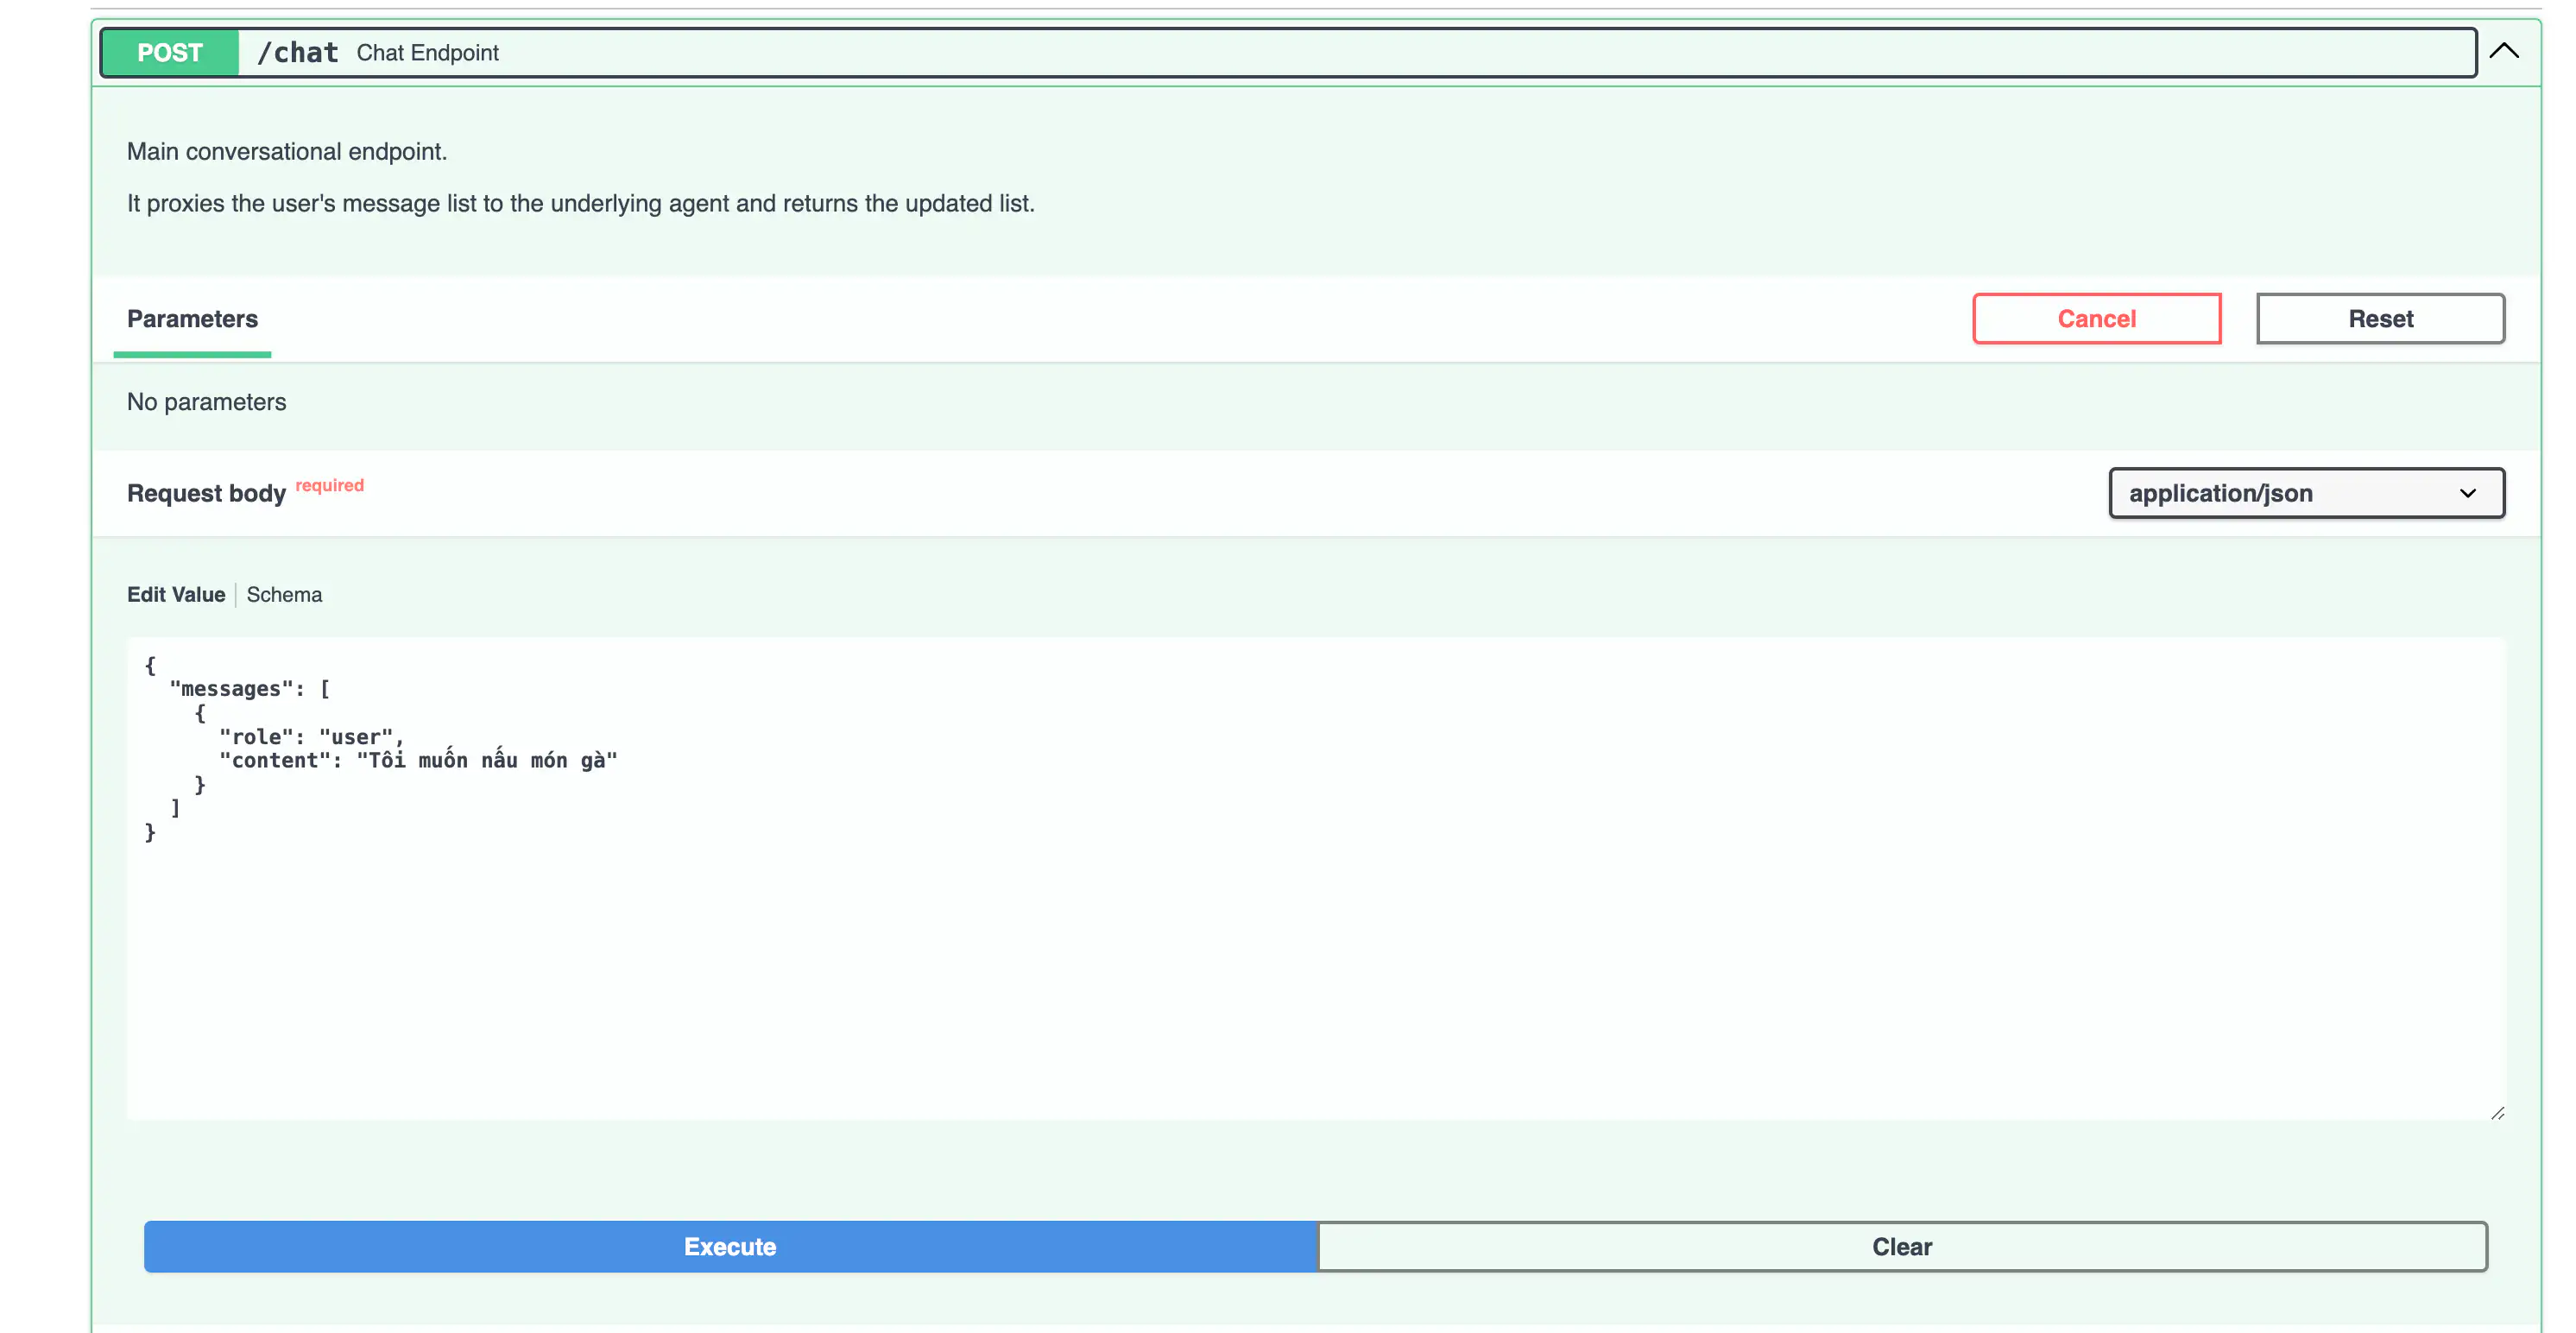 POST /chat Chat Endpoint
Main conversational endpoint.
It proxies the user's message list to the underlying agent and returns the updated list.
Parameters
Cancel
Reset
No parameters
Request body required
application/json
Edit Value | Schema
{
  "messages": [
    {
      "role": "user",
      "content": "Tôi muốn nấu món gà"
    }
  ]
}
Execute
Clear